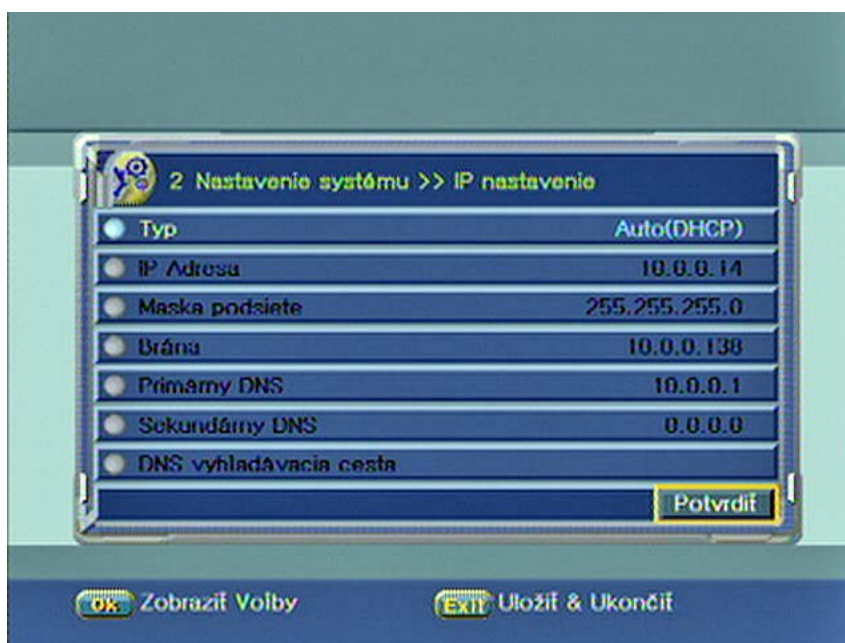 2 Nastavenie systému >> IP nastavenie
Typ Auto(DHCP)
IP Adresa 10.0.0.14
Maska podsiete 255.255.255.0
Brána 10.0.0.138
Primárny DNS 10.0.0.1
Sekundárny DNS 0.0.0.0
DNS vyhladávacia cesta
Potvrdiť
OK Zobraziť Voľby Exit Uložiť & Ukončiť